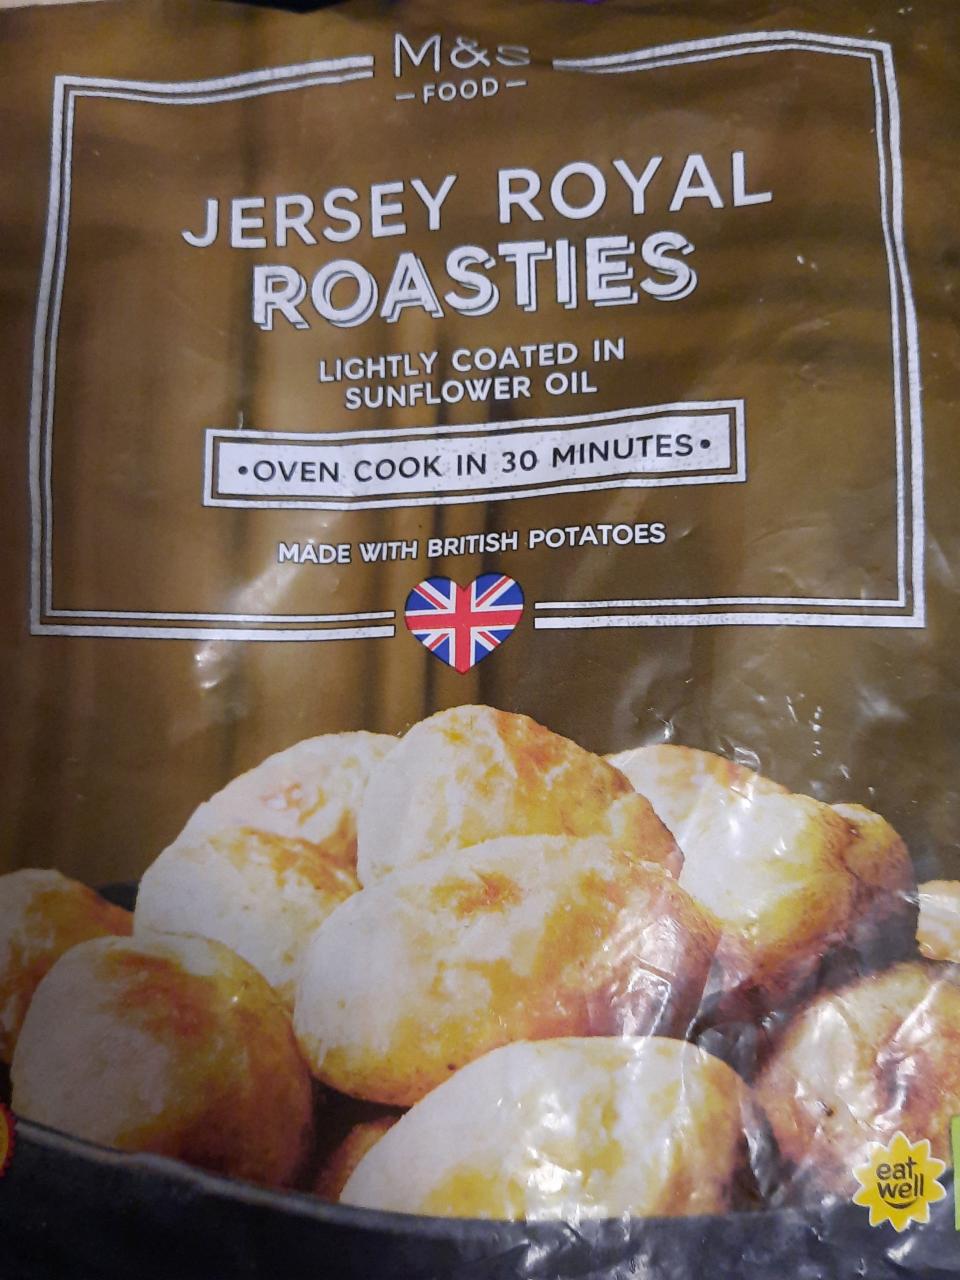 M&S
FOOD
JERSEY ROYAL
ROASTIES
LIGHTLY COATED IN
SUNFLOWER OIL
•OVEN COOK IN 30 MINUTES•
MADE WITH BRITISH POTATOES
eat
well